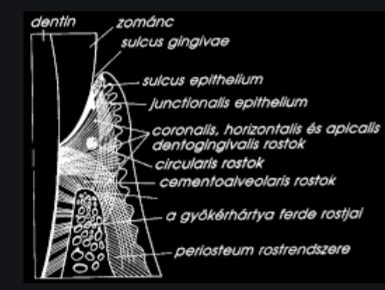 dentin
zománc
sulcus gingivae
sulcus epithelium
junctionalis epithelium
coronalis, horizontalis és apicalis
dentogingivalis rostok
circularis rostok
cementoalveolaris rostok
a gyökérhártya ferde rostjai
periosteum rostrendszere